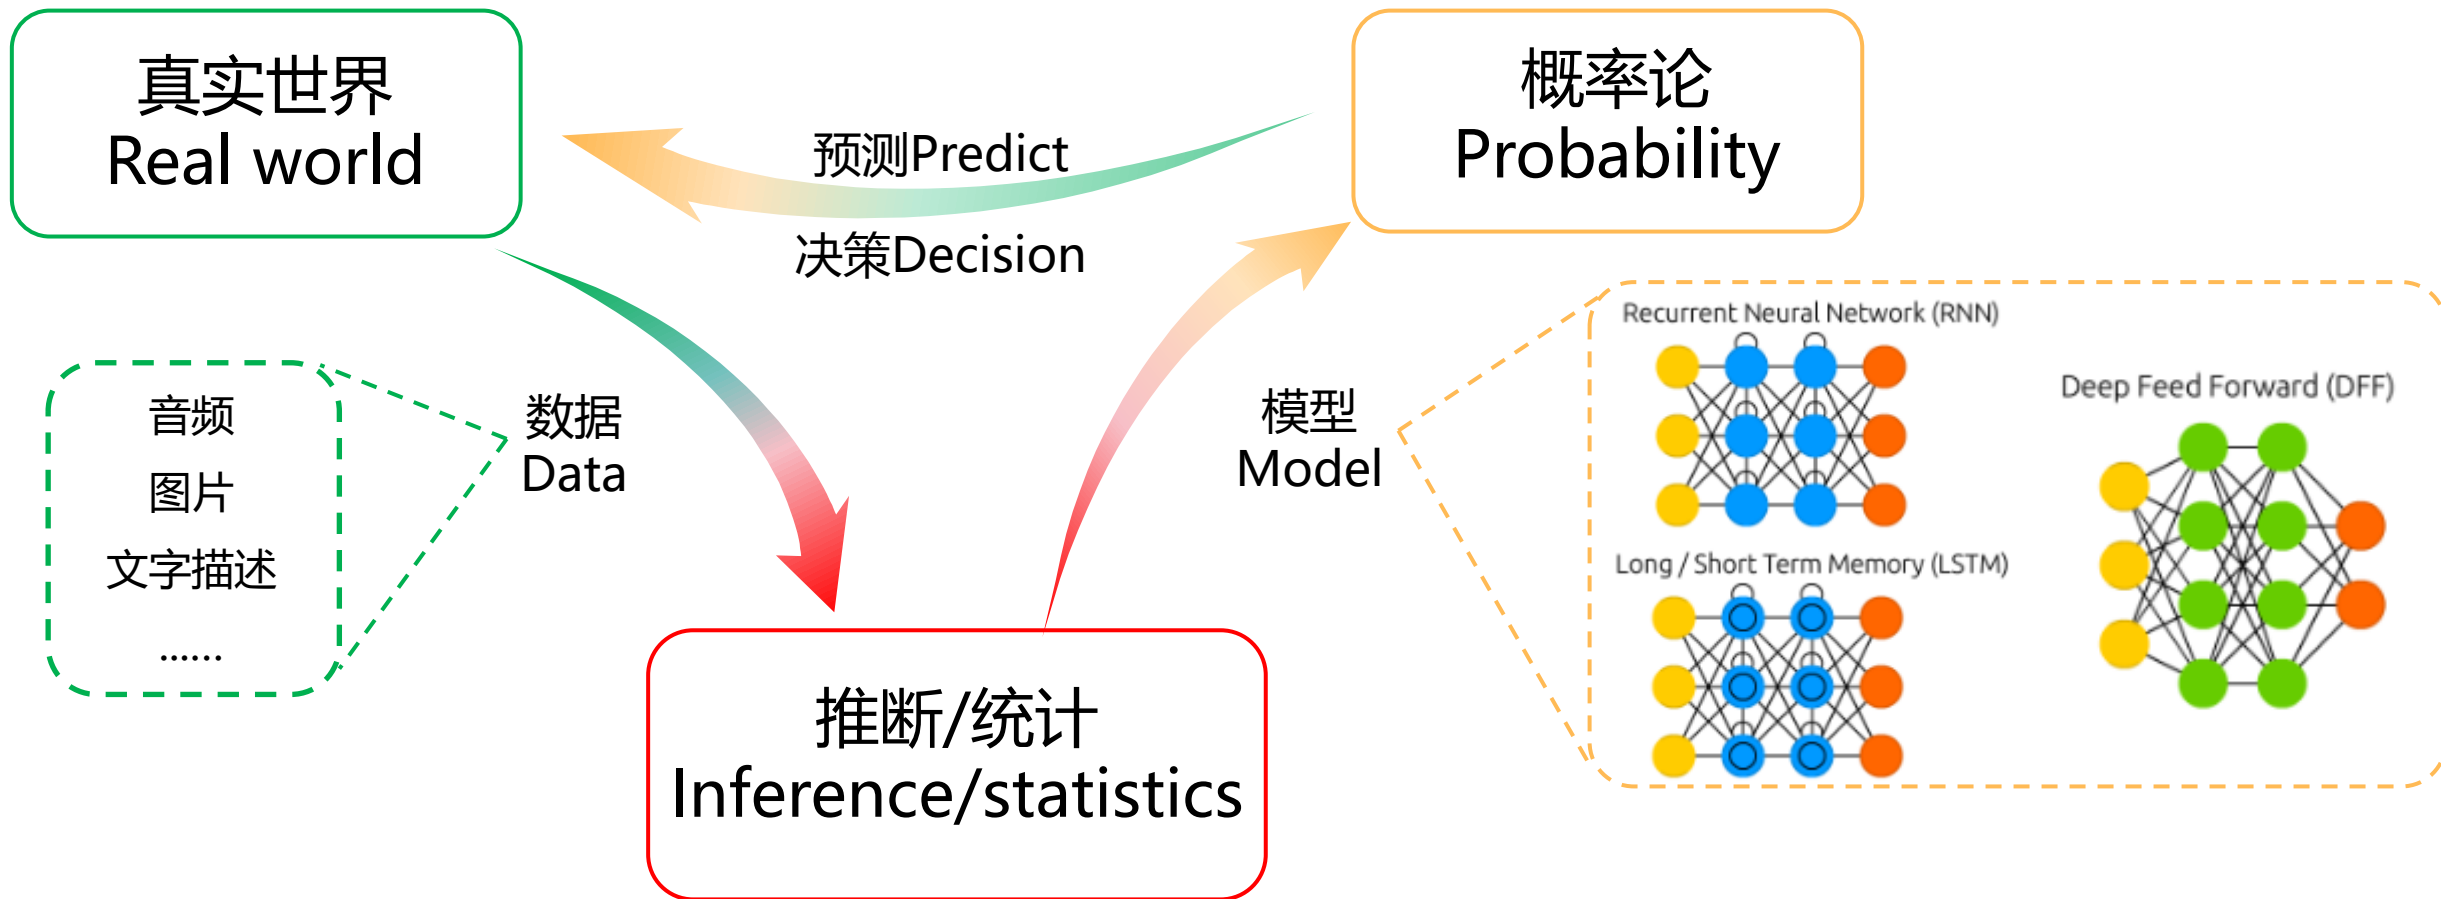 真实世界
Real world
概率论
Probability
预测Predict
决策Decision
音频
图片
文字描述
......
数据
Data
模型
Model
Recurrent Neural Network (RNN)
Deep Feed Forward (DFF)
Long / Short Term Memory (LSTM)
推断/统计
Inference/statistics